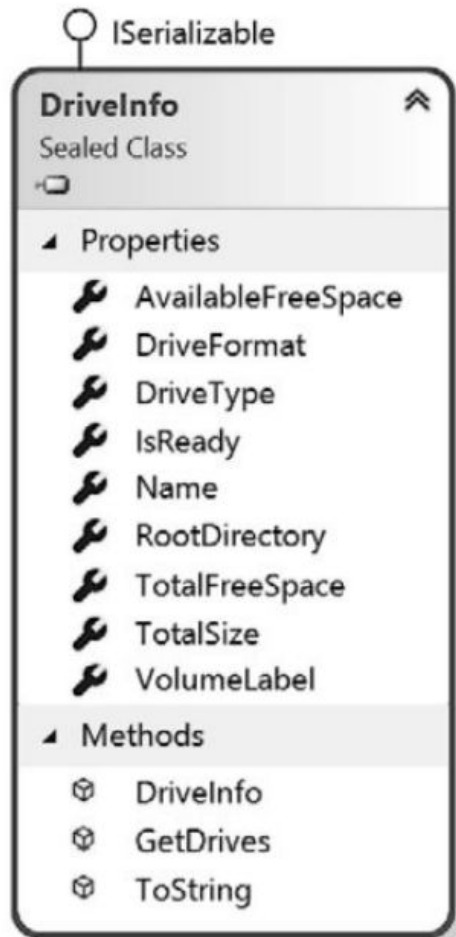 ISerializable
DriveInfo
Sealed Class
Properties
AvailableFreeSpace
DriveFormat
DriveType
IsReady
Name
RootDirectory
TotalFreeSpace
TotalSize
VolumeLabel
Methods
DriveInfo
GetDrives
ToString